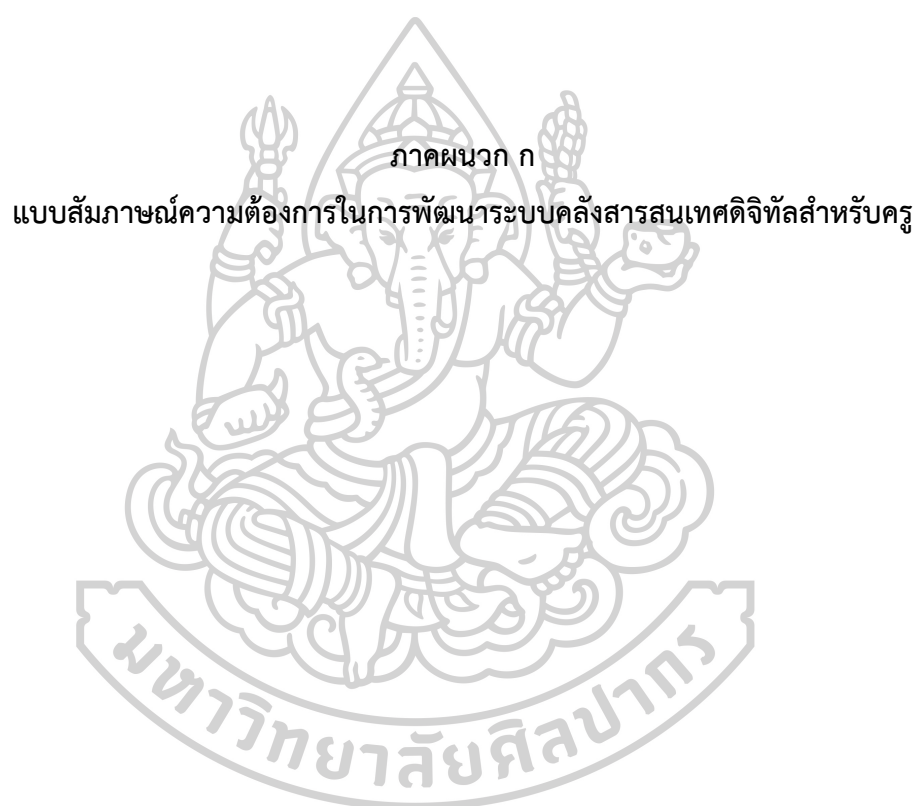 ภาคผนวก ก
แบบสัมภาษณ์ความต้องการในการพัฒนาระบบคลังสารสนเทศดิจิทัลสำหรับครู
มหาวิทยาลัยศิลปากร